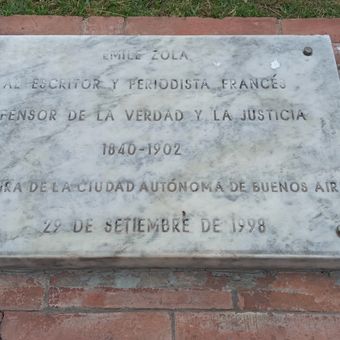 EMILE ZOLA
AL ESCRITOR Y PERIODISTA FRANCÉS
FENSOR DE LA VERDAD Y LA JUSTICIA
1840-1902
RA DE LA CIUDAD AUTÓNOMA DE BUENOS AIR
29 DE SETIEMBRE DE 1998